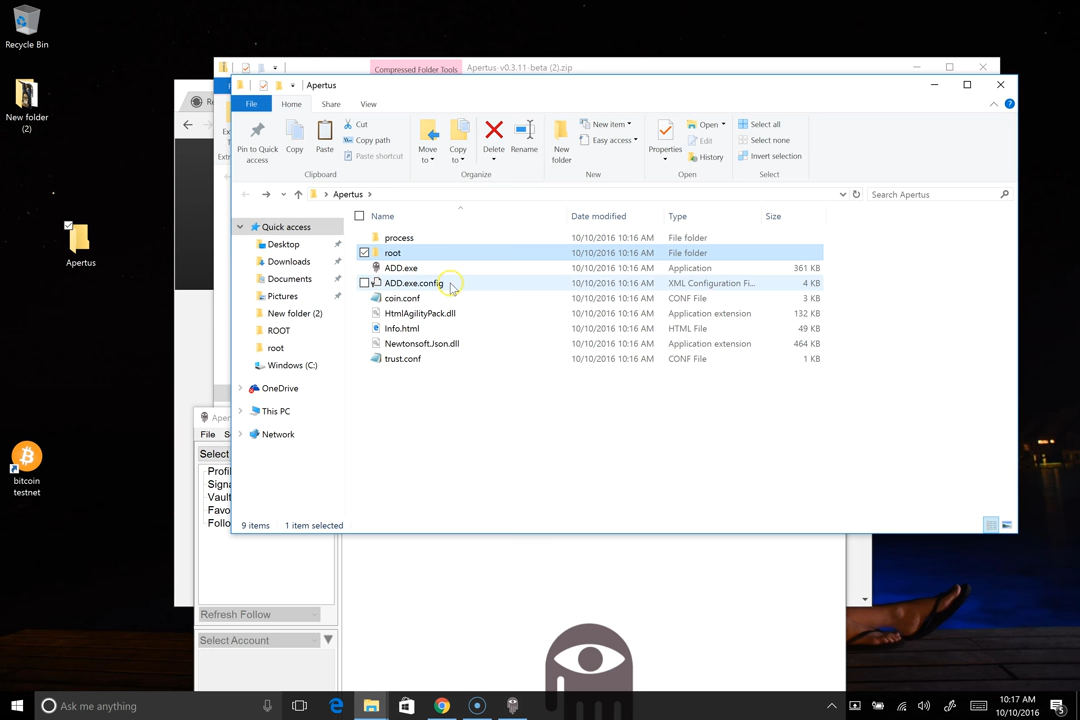 Recycle Bin
New folder
(2)
Apertus
bitcoin
testnet
Compressed Folder Tools
Apertus-v0.3.11-beta (2).zip
Apertus
File
Home
Share
View
Pin to Quick
access
Copy
Paste
Cut
Copy path
Paste shortcut
Clipboard
Move
to
Copy
to
Delete
Rename
Organize
New
folder
New item
Easy access
New
Properties
Open
Edit
History
Open
Select all
Select none
Invert selection
Select
Apertus
Search Apertus
Quick access
Desktop
Downloads
Documents
Pictures
New folder (2)
ROOT
root
Windows (C:)
OneDrive
This PC
Network
Name Date modified Type Size
process 10/10/2016 10:16 AM File folder
root 10/10/2016 10:16 AM File folder
ADD.exe 10/10/2016 10:16 AM Application 361 KB
ADD.exe.config 10/10/2016 10:16 AM XML Configuration Fi... 4 KB
coin.conf 10/10/2016 10:16 AM CONF File 3 KB
HtmlAgilityPack.dll 10/10/2016 10:16 AM Application extension 132 KB
Info.html 10/10/2016 10:16 AM HTML File 49 KB
Newtonsoft.Json.dll 10/10/2016 10:16 AM Application extension 464 KB
trust.conf 10/10/2016 10:16 AM CONF File 1 KB
9 items 1 item selected
File
Select
Refresh Follow
Select Account
Ask me anything
10:17 AM
10/10/2016
5